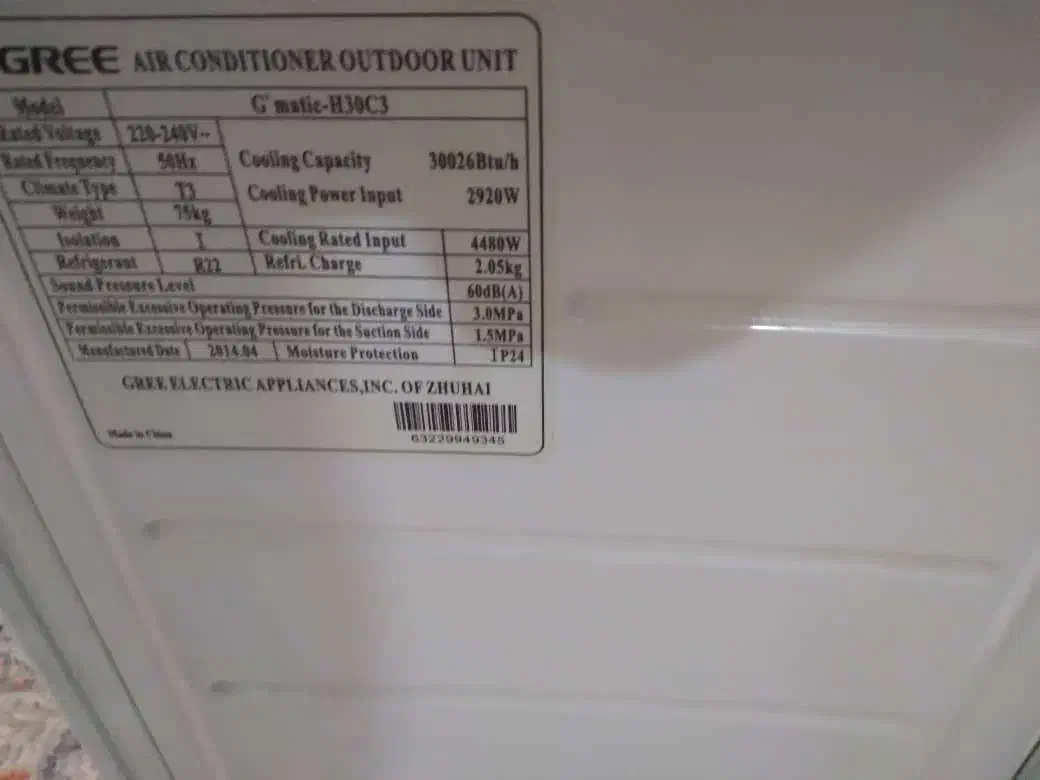 GREE AIR CONDITIONER OUTDOOR UNIT
Model G'matic-H30C3
Rated Voltage 220-240V~
Rated Frequency 50Hz Cooling Capacity 30026Btu/h
Climate Type T3 Cooling Power Input 2920W
Weight 75kg
Isolation I Cooling Rated Input 4480W
Refrigerant R22 Refri. Charge 2.05kg
Sound Pressure Level 60dB(A)
Permissible Excessive Operating Pressure for the Discharge Side 3.0MPa
Permissible Excessive Operating Pressure for the Suction Side 1.5MPa
Manufactured Date 2014.04 Moisture Protection IP24
GREE ELECTRIC APPLIANCES,INC. OF ZHUHAI
Made in China
63229949345